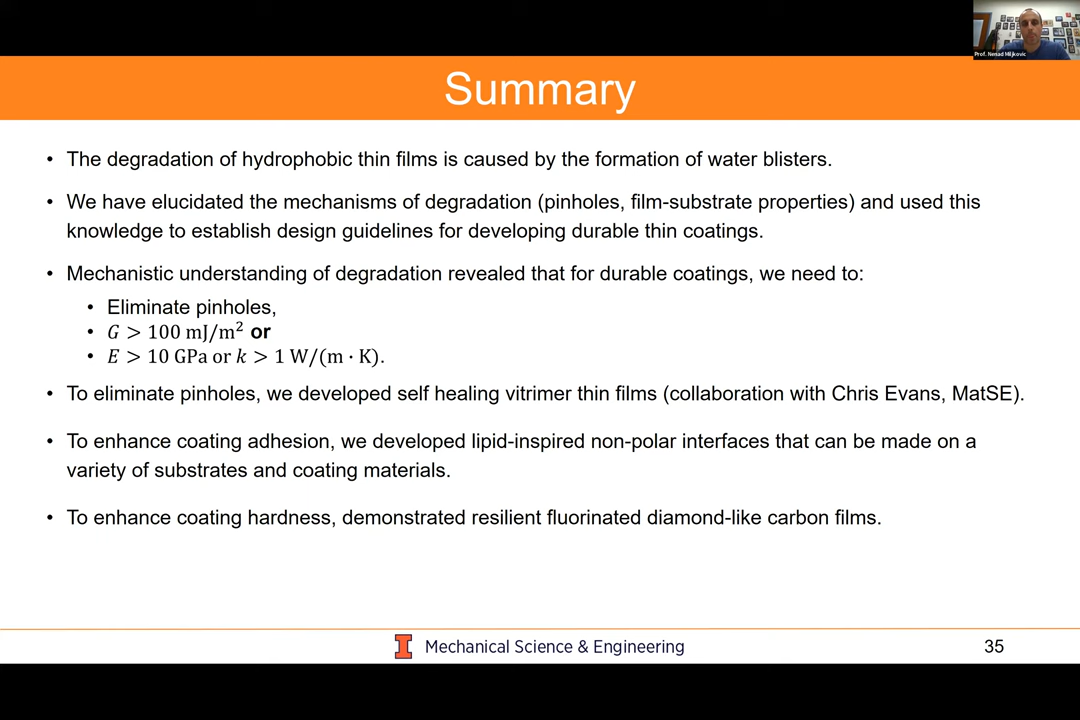 Prof. Nenad Miljkovic
Summary
• The degradation of hydrophobic thin films is caused by the formation of water blisters.
• We have elucidated the mechanisms of degradation (pinholes, film-substrate properties) and used this
knowledge to establish design guidelines for developing durable thin coatings.
• Mechanistic understanding of degradation revealed that for durable coatings, we need to:
• Eliminate pinholes,
• G > 100 mJ/m² or
• E > 10 GPa or k > 1 W/(m · K).
• To eliminate pinholes, we developed self healing vitrimer thin films (collaboration with Chris Evans, MatSE).
• To enhance coating adhesion, we developed lipid-inspired non-polar interfaces that can be made on a
variety of substrates and coating materials.
• To enhance coating hardness, demonstrated resilient fluorinated diamond-like carbon films.
I Mechanical Science & Engineering
35